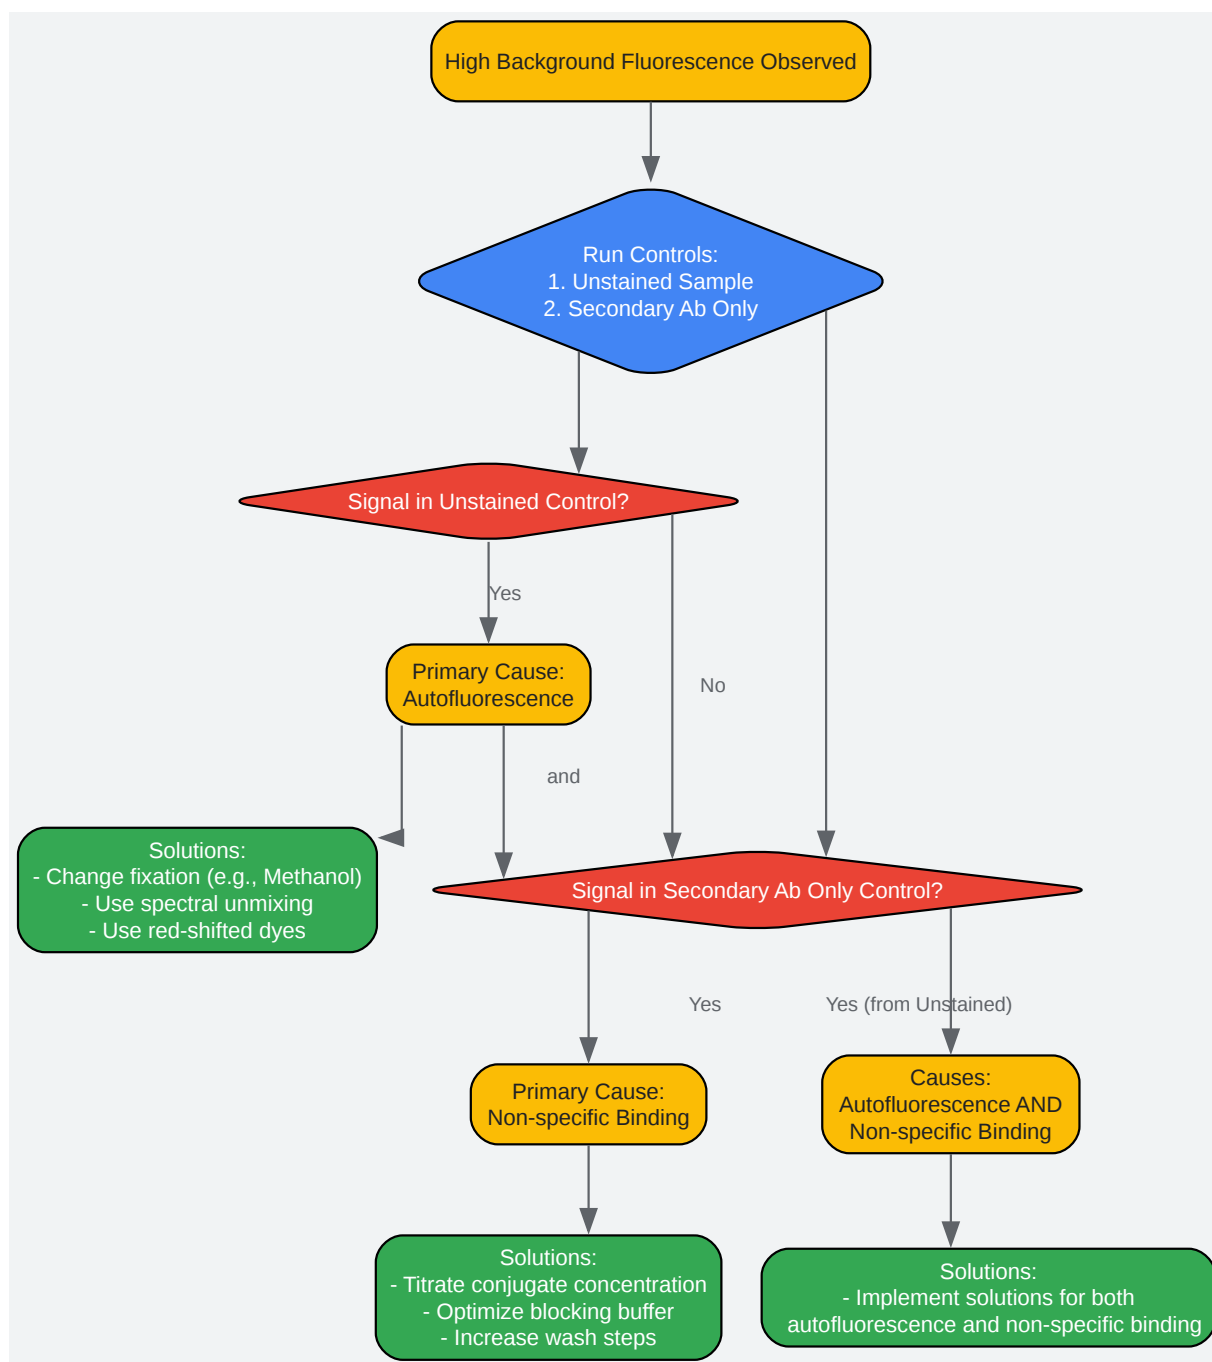 High Background Fluorescence Observed
Run Controls:
1. Unstained Sample
2. Secondary Ab Only
Signal in Unstained Control?
Yes
Primary Cause:
Autofluorescence
No
and
Solutions:
- Change fixation (e.g., Methanol)
- Use spectral unmixing
- Use red-shifted dyes
Signal in Secondary Ab Only Control?
Yes
Yes (from Unstained)
Primary Cause:
Non-specific Binding
Causes:
Autofluorescence AND
Non-specific Binding
Solutions:
- Titrate conjugate concentration
- Optimize blocking buffer
- Increase wash steps
Solutions:
- Implement solutions for both
autofluorescence and non-specific binding